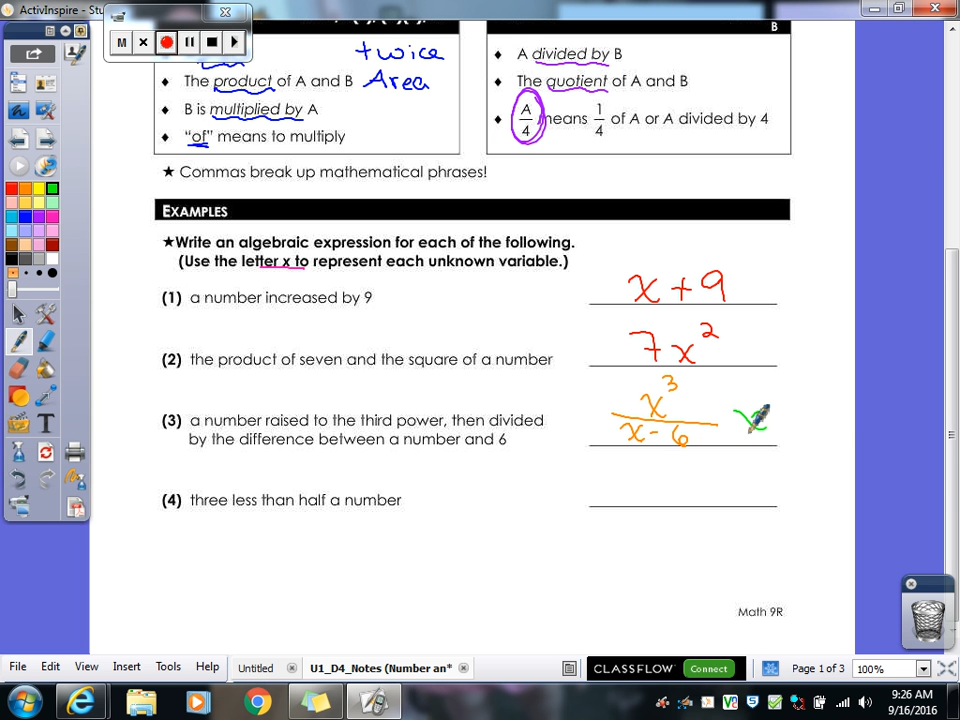 ActivInspire - Stu
M
twice
The product of A and B Area
B is multiplied by A
"of" means to multiply
B
A divided by B
The quotient of A and B
A/4 means 1/4 of A or A divided by 4
★ Commas break up mathematical phrases!
EXAMPLES
★Write an algebraic expression for each of the following.
(Use the letter x to represent each unknown variable.)
(1) a number increased by 9 x + 9
(2) the product of seven and the square of a number 7x²
(3) a number raised to the third power, then divided
by the difference between a number and 6
x³/(x - 6)
(4) three less than half a number
Math 9R
File Edit View Insert Tools Help Untitled U1_D4_Notes (Number an* CLASSFLOW Connect Page 1 of 3 100%
9:26 AM
9/16/2016